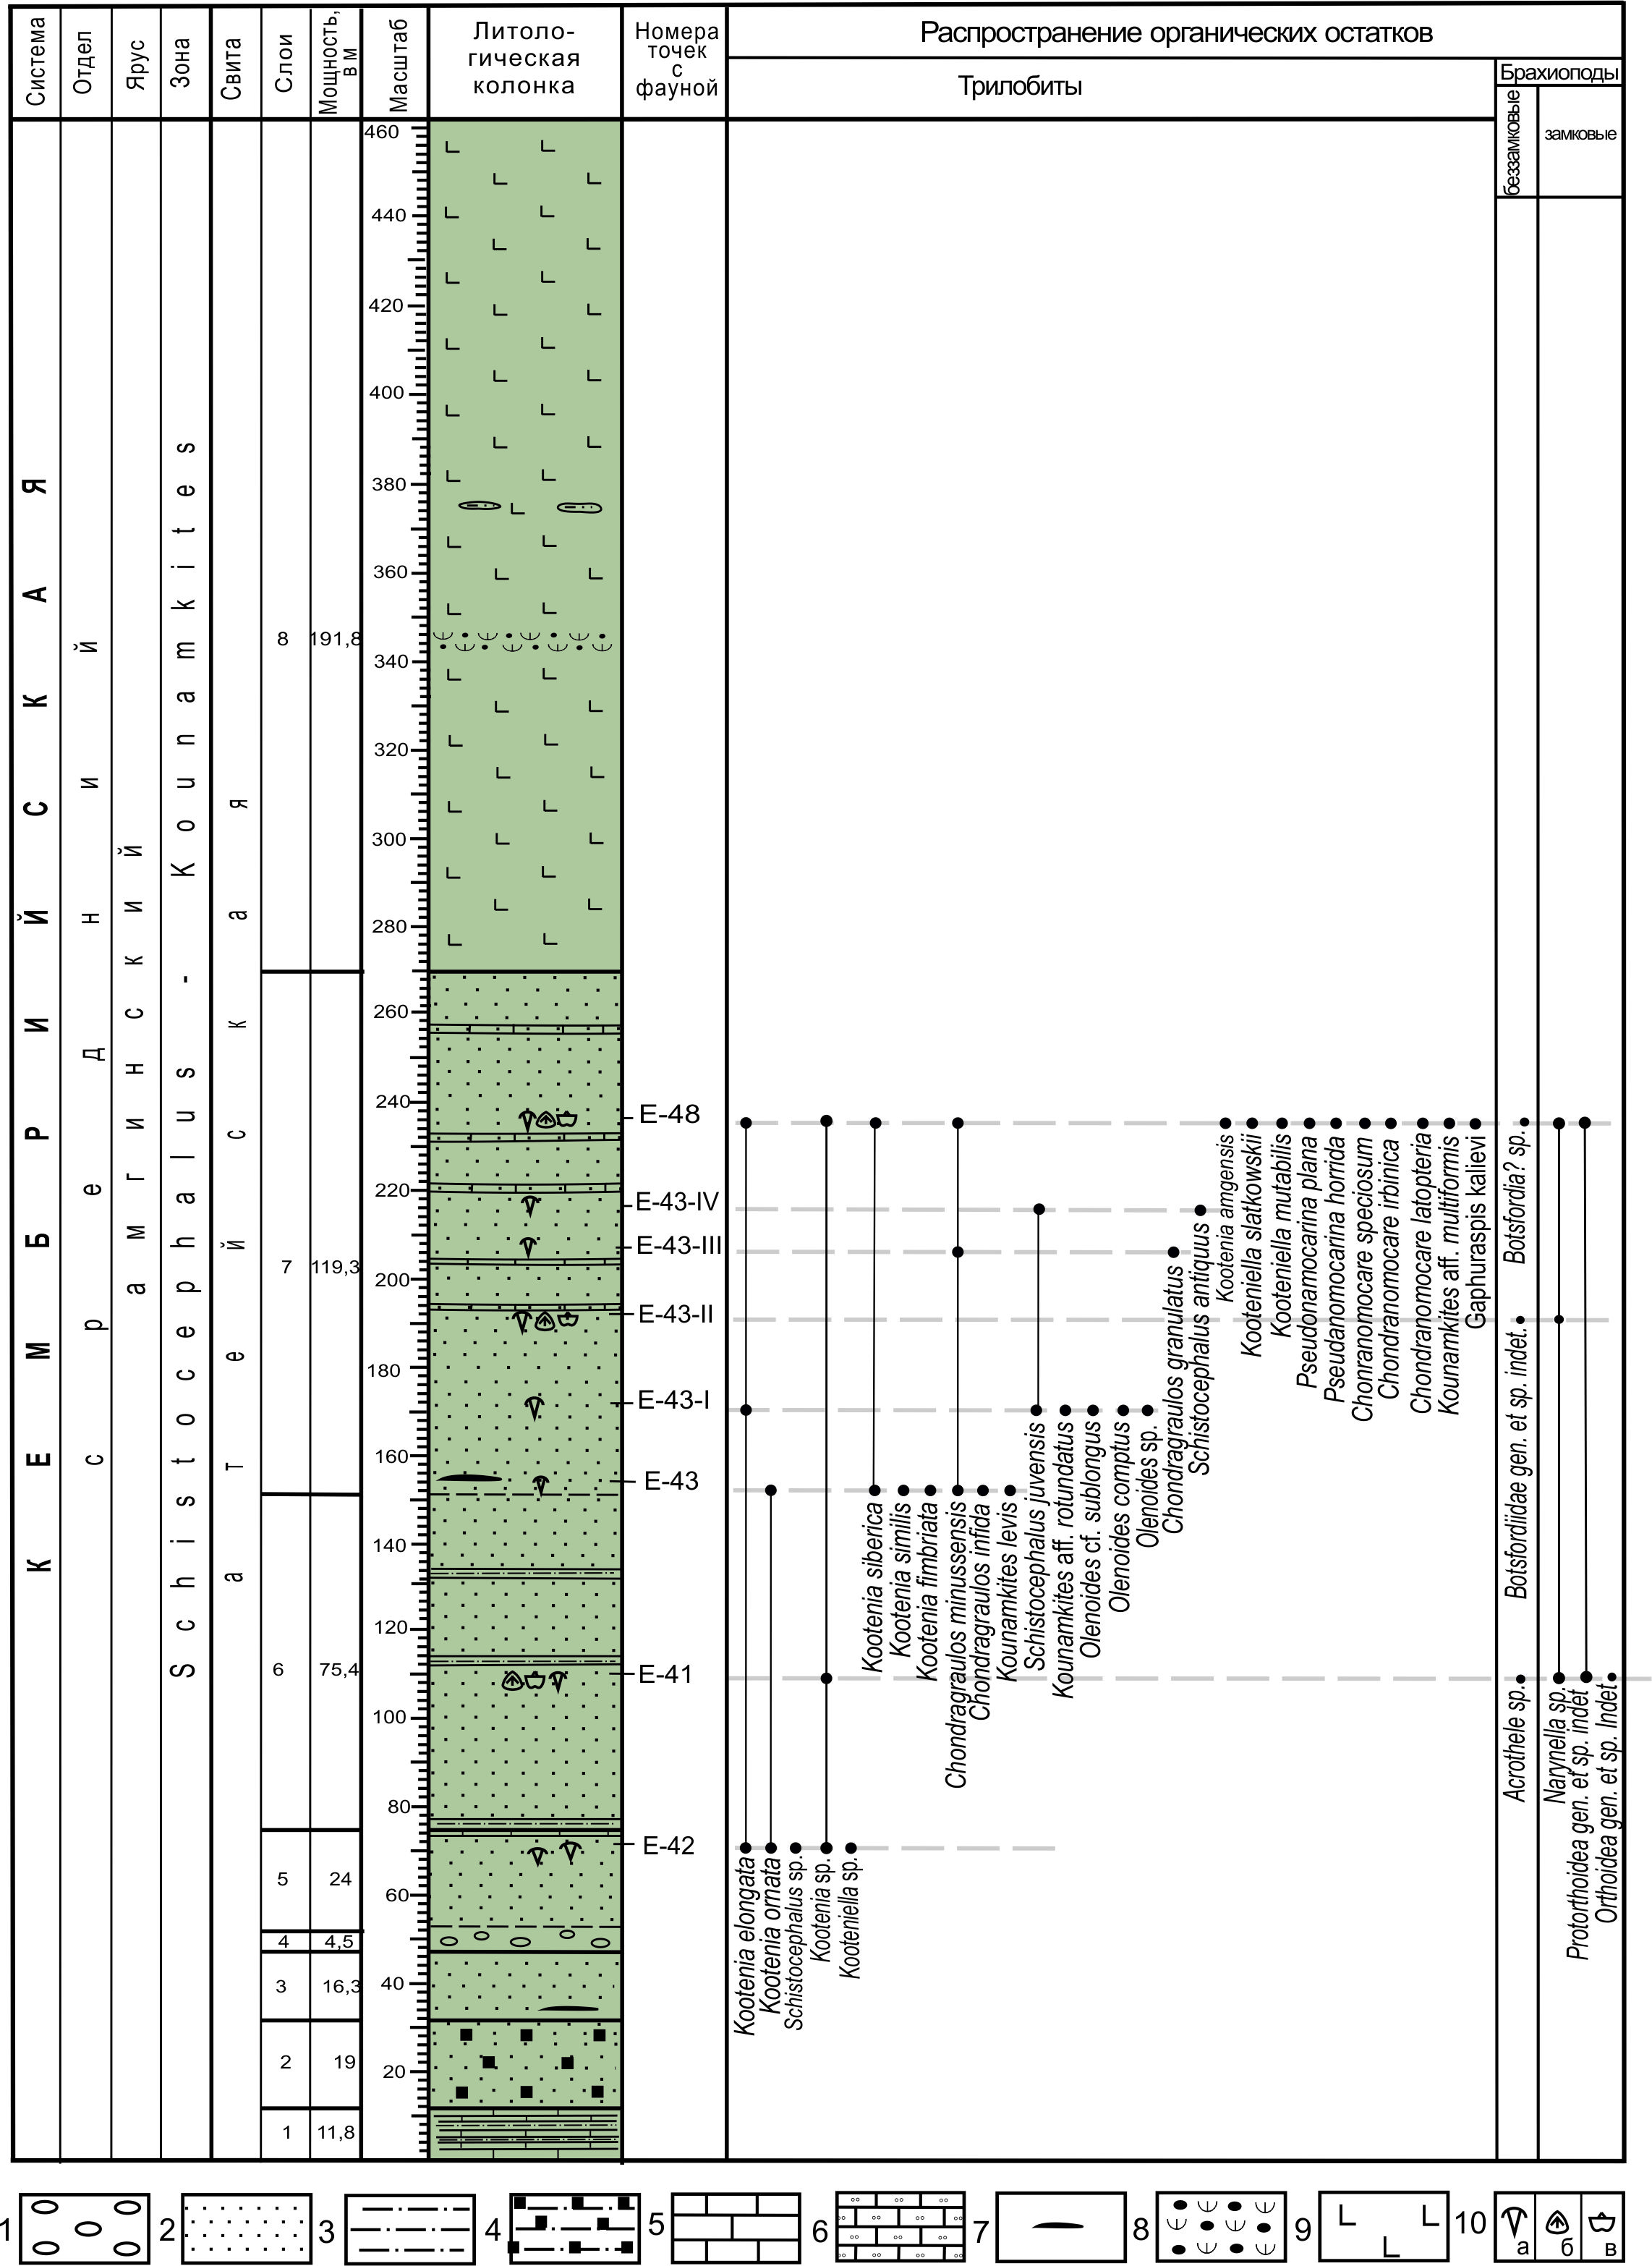 Система
Отдел
Ярус
Зона
Свита
Слои
Мощность,
в м
Масштаб
Литоло-
гическая
колонка
Номера
точек
с
фауной
Распространение органических остатков
Трилобиты
Брахиоподы
беззамковые
замковые
КЕМБРИЙСКАЯ
средний
амгинский
Schistocephalus - Kounamkites
атейская
8
191,8
7
119,3
6
75,4
5
24
4
4,5
3
16,3
2
19
1
11,8
460
440
420
400
380
360
340
320
300
280
260
240
220
200
180
160
140
120
100
80
60
40
20
Е-48
Е-43-IV
Е-43-III
Е-43-II
Е-43-I
Е-43
Е-41
Е-42
Kootenia elongata
Kootenia ornata
Schistocephalus sp.
Kootenia sp.
Kooteniella sp.
Kootenia siberica
Kootenia similis
Kootenia fimbriata
Chondragraulos minussensis
Chondragraulos infida
Kounamkites levis
Schistocephalus juvensis
Kounamkites aff. rotundatus
Olenoides cf. sublongus
Olenoides comptus
Olenoides sp.
Chondragraulos granulatus
Schistocephalus antiquus
Kootenia amgensis
Kooteniella slatkowskii
Kooteniella mutabilis
Pseudonamocarina plana
Pseudanomocarina horrida
Chonranomocare speciosum
Chondranomocare irbinica
Chondranomocare latopteria
Kounamkites aff. multiformis
Gaphuraspis kalievi
Botsfordia? sp.
Botsfordiidae gen. et sp. indet.
Acrothele sp.
Narynella sp.
Protorthoidea gen. et sp. indet
Orthoidea gen. et sp. Indet
1
2
3
4
5
6
7
8
9
10
а
б
в